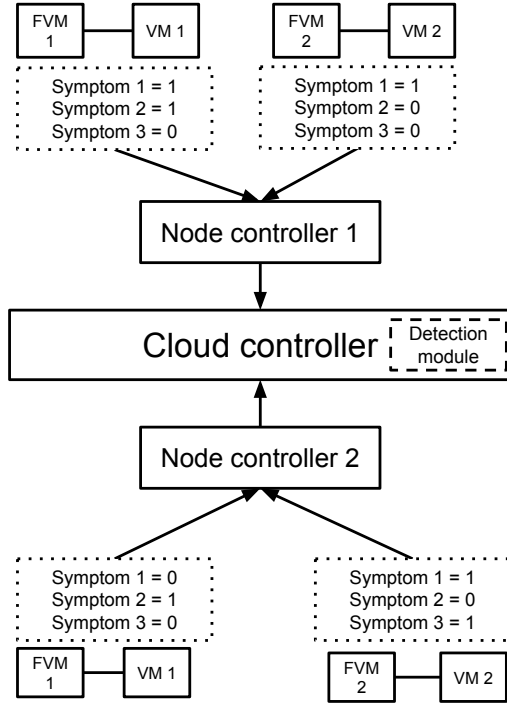 FVM
1
VM 1
FVM
2
VM 2
Symptom 1 = 1
Symptom 2 = 1
Symptom 3 = 0
Symptom 1 = 1
Symptom 2 = 0
Symptom 3 = 0
Node controller 1
Cloud controller
Detection
module
Node controller 2
Symptom 1 = 0
Symptom 2 = 1
Symptom 3 = 0
Symptom 1 = 1
Symptom 2 = 0
Symptom 3 = 1
FVM
1
VM 1
FVM
2
VM 2